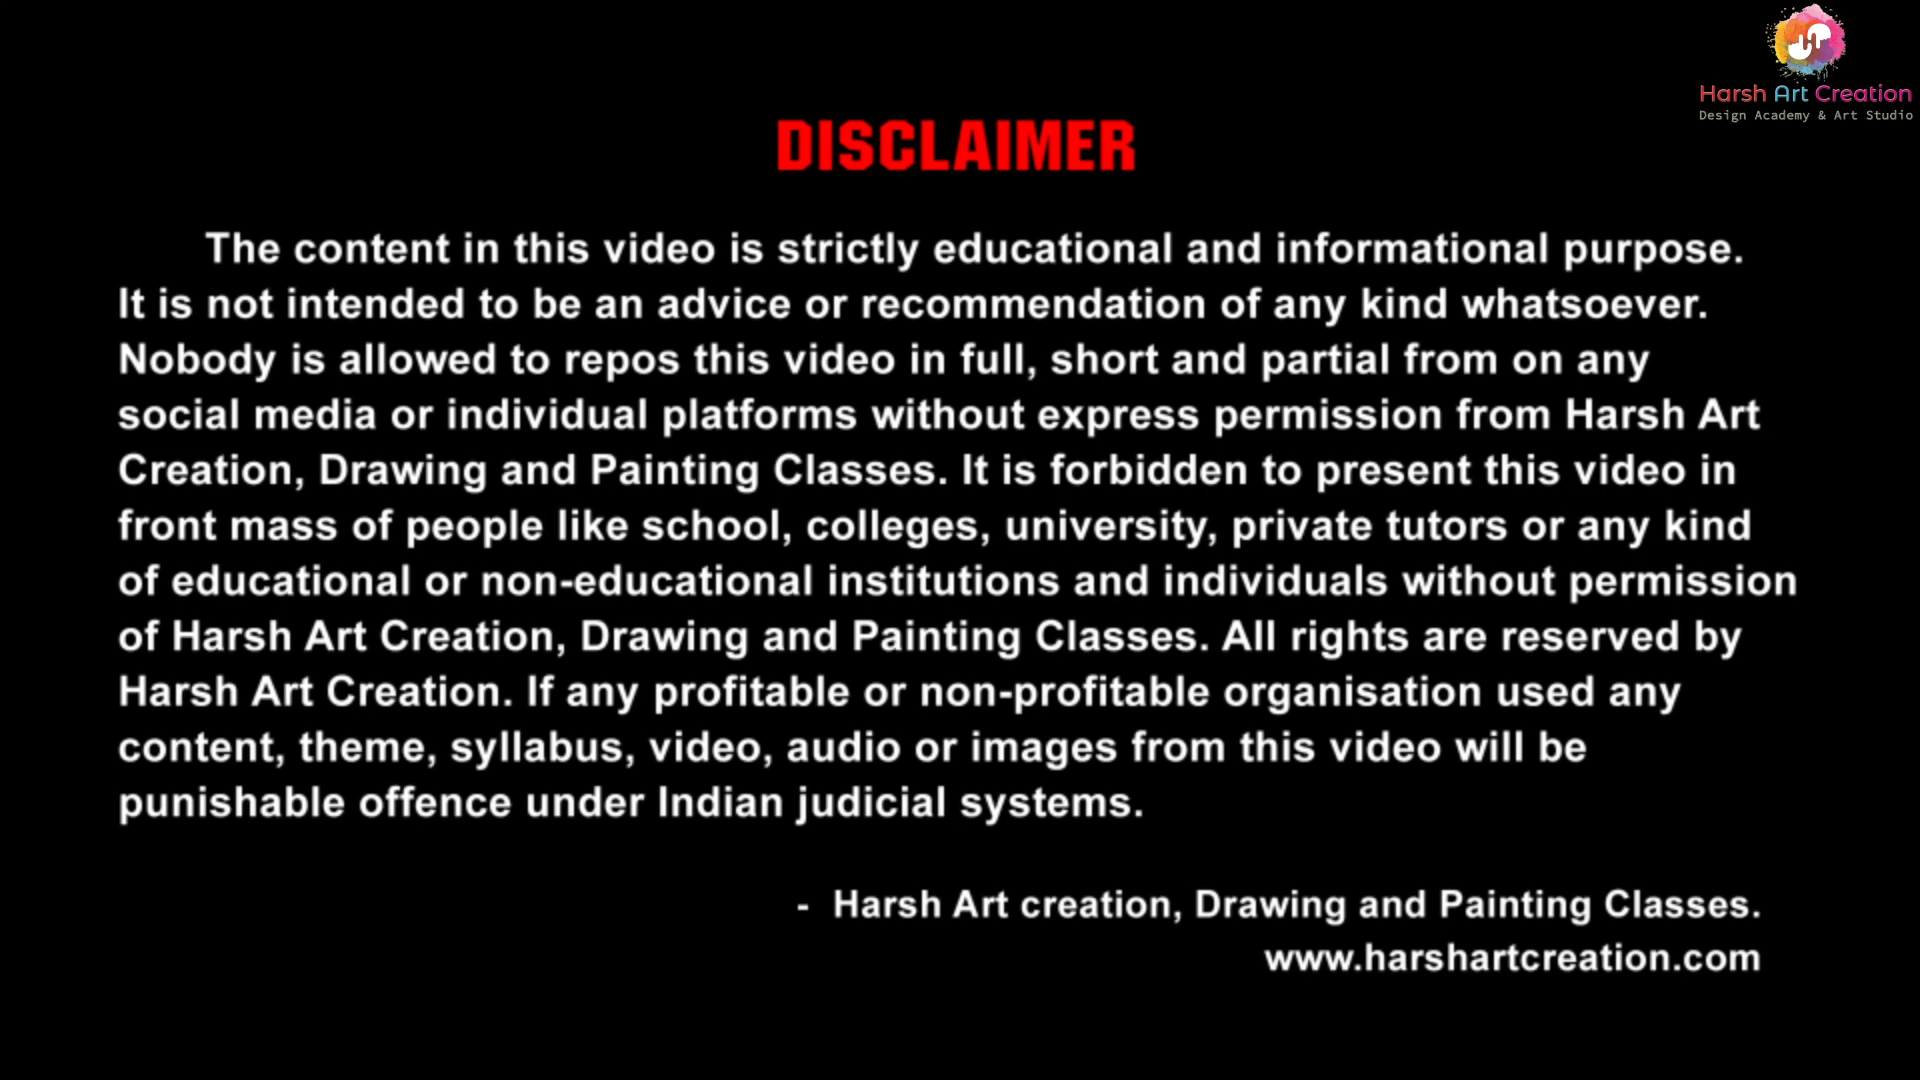 Harsh Art Creation
Design Academy & Art Studio
DISCLAIMER
The content in this video is strictly educational and informational purpose.
It is not intended to be an advice or recommendation of any kind whatsoever.
Nobody is allowed to repos this video in full, short and partial from on any
social media or individual platforms without express permission from Harsh Art
Creation, Drawing and Painting Classes. It is forbidden to present this video in
front mass of people like school, colleges, university, private tutors or any kind
of educational or non-educational institutions and individuals without permission
of Harsh Art Creation, Drawing and Painting Classes. All rights are reserved by
Harsh Art Creation. If any profitable or non-profitable organisation used any
content, theme, syllabus, video, audio or images from this video will be
punishable offence under Indian judicial systems.
- Harsh Art creation, Drawing and Painting Classes.
www.harshartcreation.com